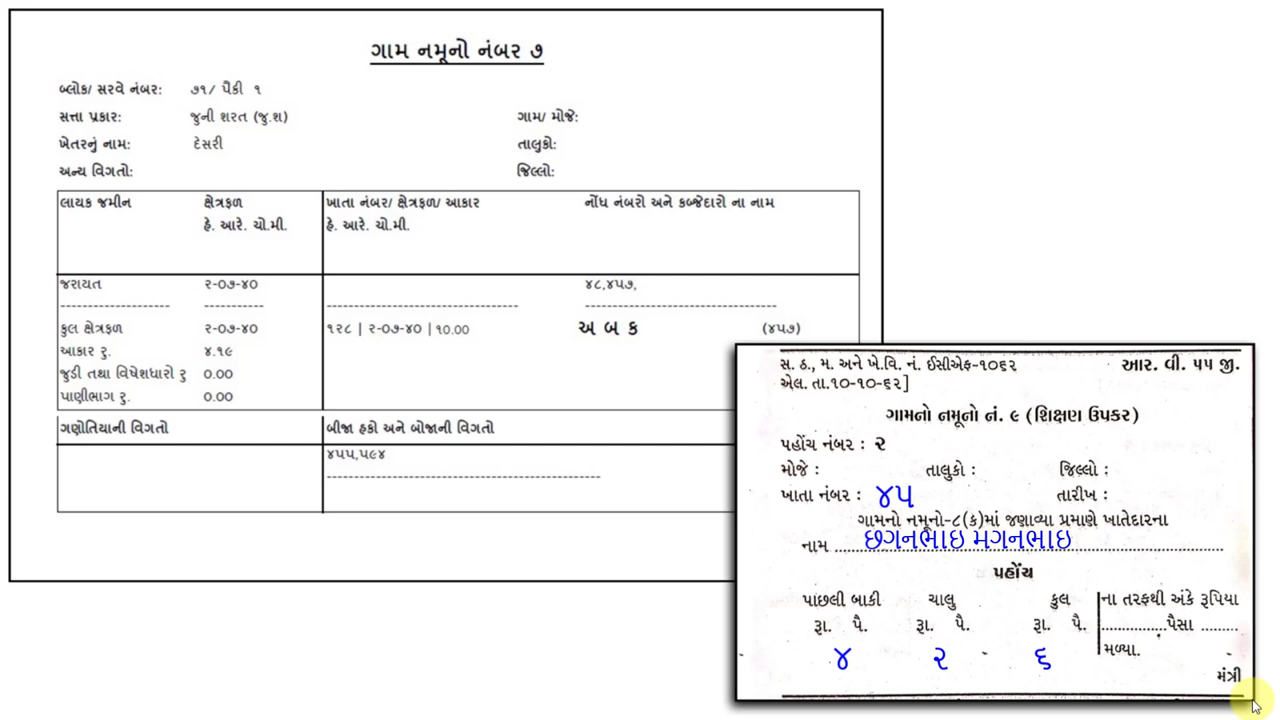 ગામ નમૂનો નંબર ૭
બ્લોક/ સરવે નંબર: ૭૧/ પૈકી ૧
સત્તા પ્રકાર: જુની શરત (જુ.શ) ગામ/ મોજે:
ખેતરનું નામ: દેસરી તાલુકો:
અન્ય વિગતો: જિલ્લો:
લાયક જમીન ક્ષેત્રફળ ખાતા નંબર/ ક્ષેત્રફળ/ આકાર નોંધ નંબરો અને કબ્જેદારો ના નામ
હે. આરે. ચો.મી. હે. આરે. ચો.મી.
જરાયત ૨-૦૭-૪૦ ૪૮,૪૫૭,
કુલ ક્ષેત્રફળ ૨-૦૭-૪૦ ૧૨૮ | ૨-૦૭-૪૦ | ૧૦.૦૦ અ બ ક (૪૫૭)
આકાર રુ. ૪.૧૯
જુડી તથા વિષેશધારો રુ ૦.૦૦
પાણીભાગ રુ. ૦.૦૦
ગણોતિયાની વિગતો બીજા હકો અને બોજાની વિગતો
૪૫૫,૫૯૪
સ. ઠ., મ. અને ખે.વિ. નં. ઈસીએફ-૧૦૬૨ આર. વી. ૫૫ જી.
એલ. તા.૧૦-૧૦-૬૨]
ગામનો નમૂનો નં. ૯ (શિક્ષણ ઉપકર)
પહોંચ નંબર : ૨
મોજે : તાલુકો : જિલ્લો :
ખાતા નંબર : ૪૫ તારીખ :
ગામનો નમૂનો-૮(ક)માં જણાવ્યા પ્રમાણે ખાતેદારના
નામ છગનભાઇ મગનભાઇ
પહોંચ
પાછલી બાકી ચાલુ કુલ ના તરફથી અંકે રૂપિયા
રૂા. પૈ. રૂા. પૈ. રૂા. પૈ. ...............પૈસા .........
૪ ૨ ૬ મળ્યા.
મંત્રી